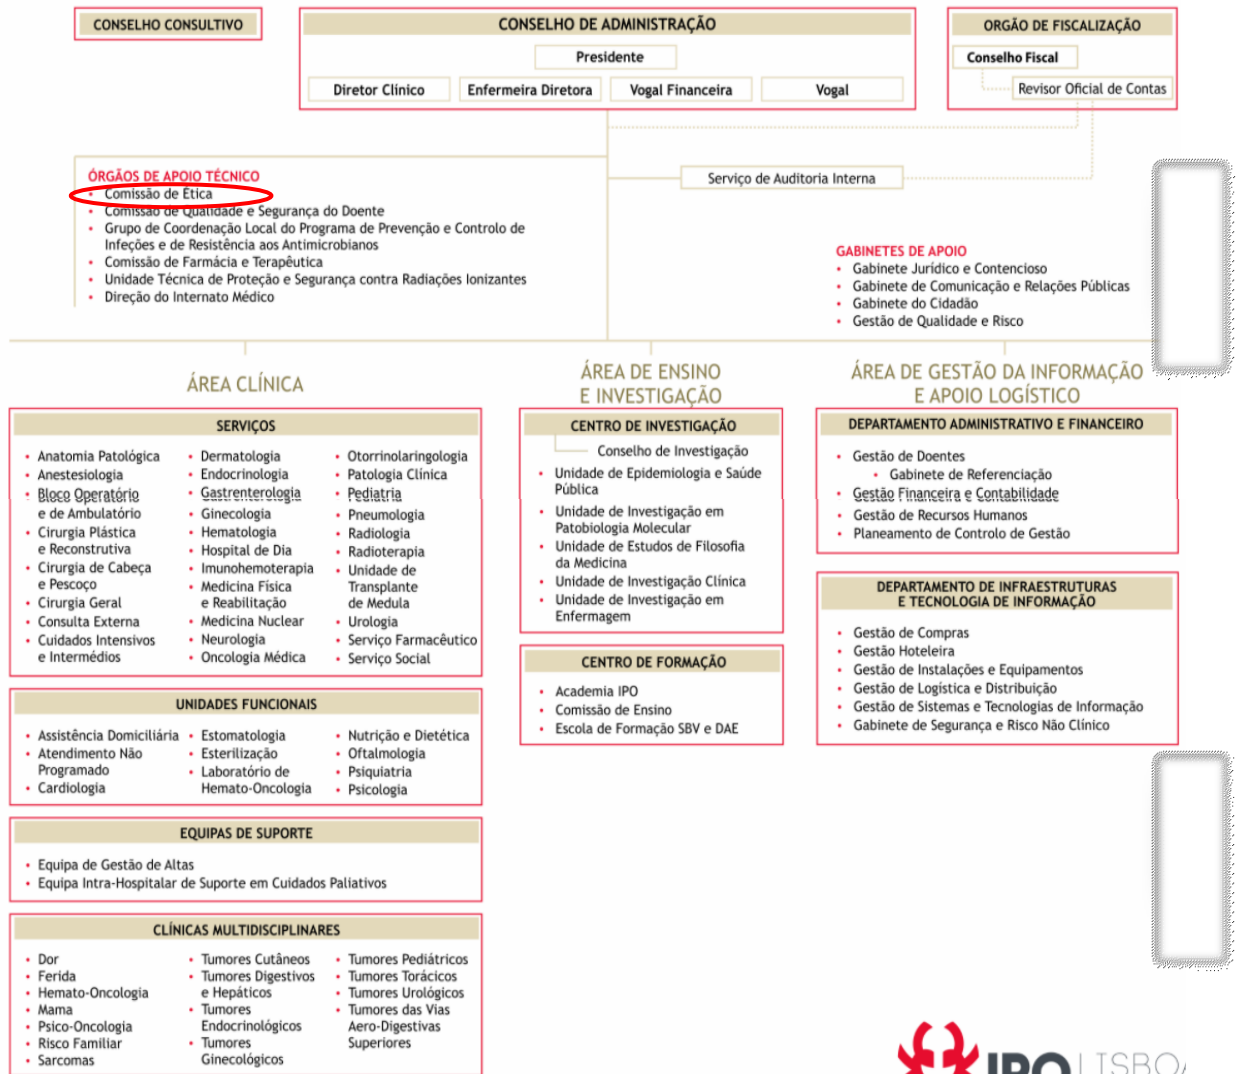 CONSELHO CONSULTIVO
CONSELHO DE ADMINISTRAÇÃO
Presidente
Diretor Clínico
Enfermeira Diretora
Vogal Financeira
Vogal
ORGÃO DE FISCALIZAÇÃO
Conselho Fiscal
Revisor Oficial de Contas
Serviço de Auditoria Interna
ÓRGÃOS DE APOIO TÉCNICO
• Comissão de Ética
• Comissão de Qualidade e Segurança do Doente
• Grupo de Coordenação Local do Programa de Prevenção e Controlo de
Infeções e de Resistência aos Antimicrobianos
• Comissão de Farmácia e Terapêutica
• Unidade Técnica de Proteção e Segurança contra Radiações Ionizantes
• Direção do Internato Médico
GABINETES DE APOIO
• Gabinete Jurídico e Contencioso
• Gabinete de Comunicação e Relações Públicas
• Gabinete do Cidadão
• Gestão de Qualidade e Risco
ÁREA CLÍNICA
SERVIÇOS
• Anatomia Patológica
• Anestesiologia
• Bloco Operatório
e de Ambulatório
• Cirurgia Plástica
e Reconstrutiva
• Cirurgia de Cabeça
e Pescoço
• Cirurgia Geral
• Consulta Externa
• Cuidados Intensivos
e Intermédios
• Dermatologia
• Endocrinologia
• Gastrenterologia
• Ginecologia
• Hematologia
• Hospital de Dia
• Imunohemoterapia
• Medicina Física
e Reabilitação
• Medicina Nuclear
• Neurologia
• Oncologia Médica
• Otorrinolaringologia
• Patologia Clínica
• Pediatria
• Pneumologia
• Radiologia
• Radioterapia
• Unidade de
Transplante
de Medula
• Urologia
• Serviço Farmacêutico
• Serviço Social
UNIDADES FUNCIONAIS
• Assistência Domiciliária
• Atendimento Não
Programado
• Cardiologia
• Estomatologia
• Esterilização
• Laboratório de
Hemato-Oncologia
• Nutrição e Dietética
• Oftalmologia
• Psiquiatria
• Psicologia
EQUIPAS DE SUPORTE
• Equipa de Gestão de Altas
• Equipa Intra-Hospitalar de Suporte em Cuidados Paliativos
CLÍNICAS MULTIDISCIPLINARES
• Dor
• Ferida
• Hemato-Oncologia
• Mama
• Psico-Oncologia
• Risco Familiar
• Sarcomas
• Tumores Cutâneos
• Tumores Digestivos
e Hepáticos
• Tumores
Endocrinológicos
• Tumores
Ginecológicos
• Tumores Pediátricos
• Tumores Torácicos
• Tumores Urológicos
• Tumores das Vias
Aero-Digestivas
Superiores
ÁREA DE ENSINO
E INVESTIGAÇÃO
CENTRO DE INVESTIGAÇÃO
Conselho de Investigação
• Unidade de Epidemiologia e Saúde
Pública
• Unidade de Investigação em
Patobiologia Molecular
• Unidade de Estudos de Filosofia
da Medicina
• Unidade de Investigação Clínica
• Unidade de Investigação em
Enfermagem
CENTRO DE FORMAÇÃO
• Academia IPO
• Comissão de Ensino
• Escola de Formação SBV e DAE
ÁREA DE GESTÃO DA INFORMAÇÃO
E APOIO LOGÍSTICO
DEPARTAMENTO ADMINISTRATIVO E FINANCEIRO
• Gestão de Doentes
• Gabinete de Referenciação
• Gestão Financeira e Contabilidade
• Gestão de Recursos Humanos
• Planeamento de Controlo de Gestão
DEPARTAMENTO DE INFRAESTRUTURAS
E TECNOLOGIA DE INFORMAÇÃO
• Gestão de Compras
• Gestão Hoteleira
• Gestão de Instalações e Equipamentos
• Gestão de Logística e Distribuição
• Gestão de Sistemas e Tecnologias de Informação
• Gabinete de Segurança e Risco Não Clínico
IPO LISBOA